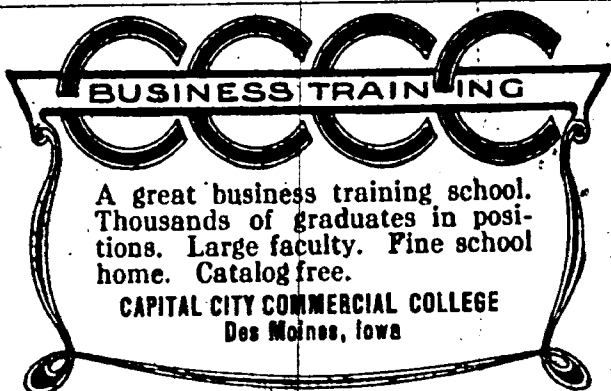 CCCC
BUSINESS TRAINING
A great business training school.
Thousands of graduates in posi-
tions. Large faculty. Fine school
home. Catalog free.
CAPITAL CITY COMMERCIAL COLLEGE
Des Moines, Iowa